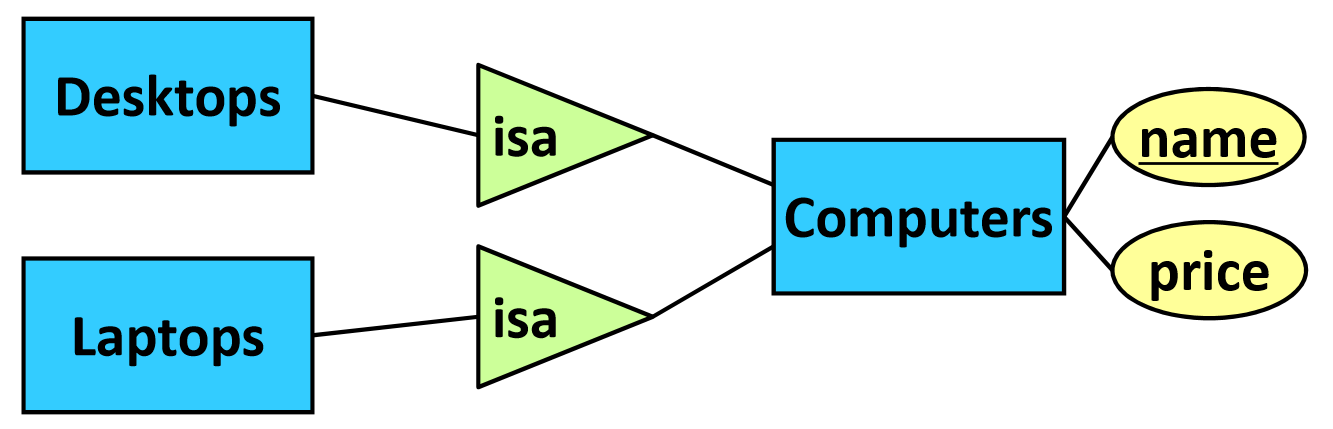 Desktops
isa
Computers
name
price
Laptops
isa